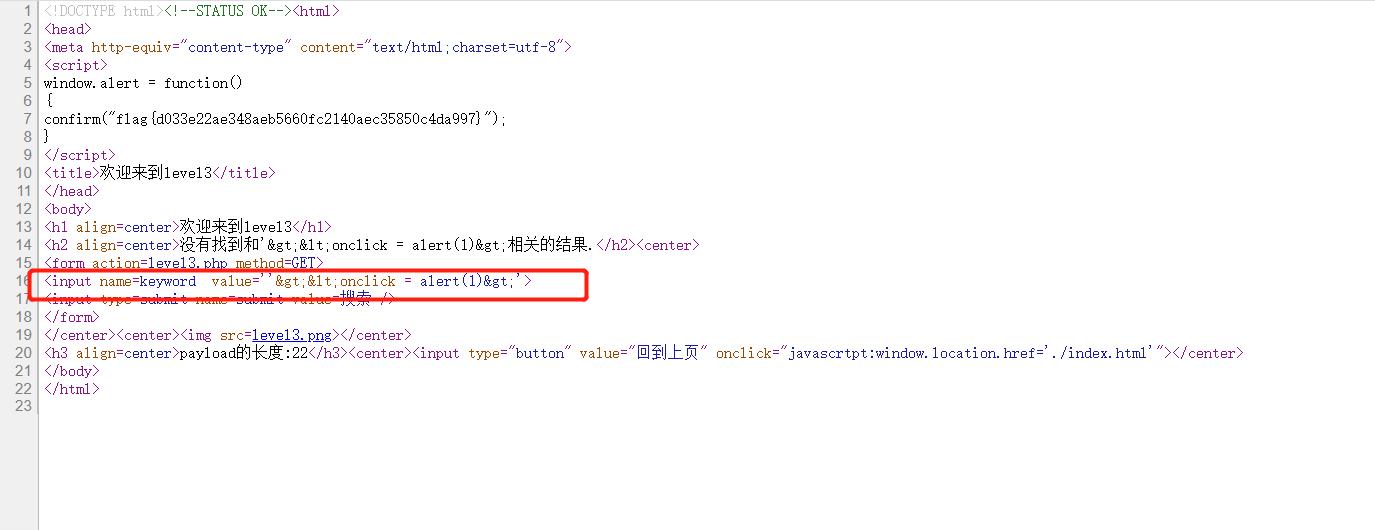 1 <!DOCTYPE html><!--STATUS OK--><html>
2 <head>
3 <meta http-equiv="content-type" content="text/html;charset=utf-8">
4 <script>
5 window.alert = function()
6 {
7 confirm("flag{d033e22ae348aeb5660fc2140aec35850c4da997}");
8 }
9 </script>
10 <title>欢迎来到level3</title>
11 </head>
12 <body>
13 <h1 align=center>欢迎来到level3</h1>
14 <h2 align=center>没有找到和'&gt;&lt;onclick = alert(1)&gt;相关的结果.</h2><center>
15 <form action=level3.php method=GET>
16 <input name=keyword  value=''&gt;&lt;onclick = alert(1)&gt;'>
17 <input type=submit name=submit value=搜索 />
18 </form>
19 </center><center><img src=level3.png></center>
20 <h3 align=center>payload的长度:22</h3><center><input type="button" value="回到上页" onclick="javascrtpt:window.location.href='./index.html'"></center>
21 </body>
22 </html>
23